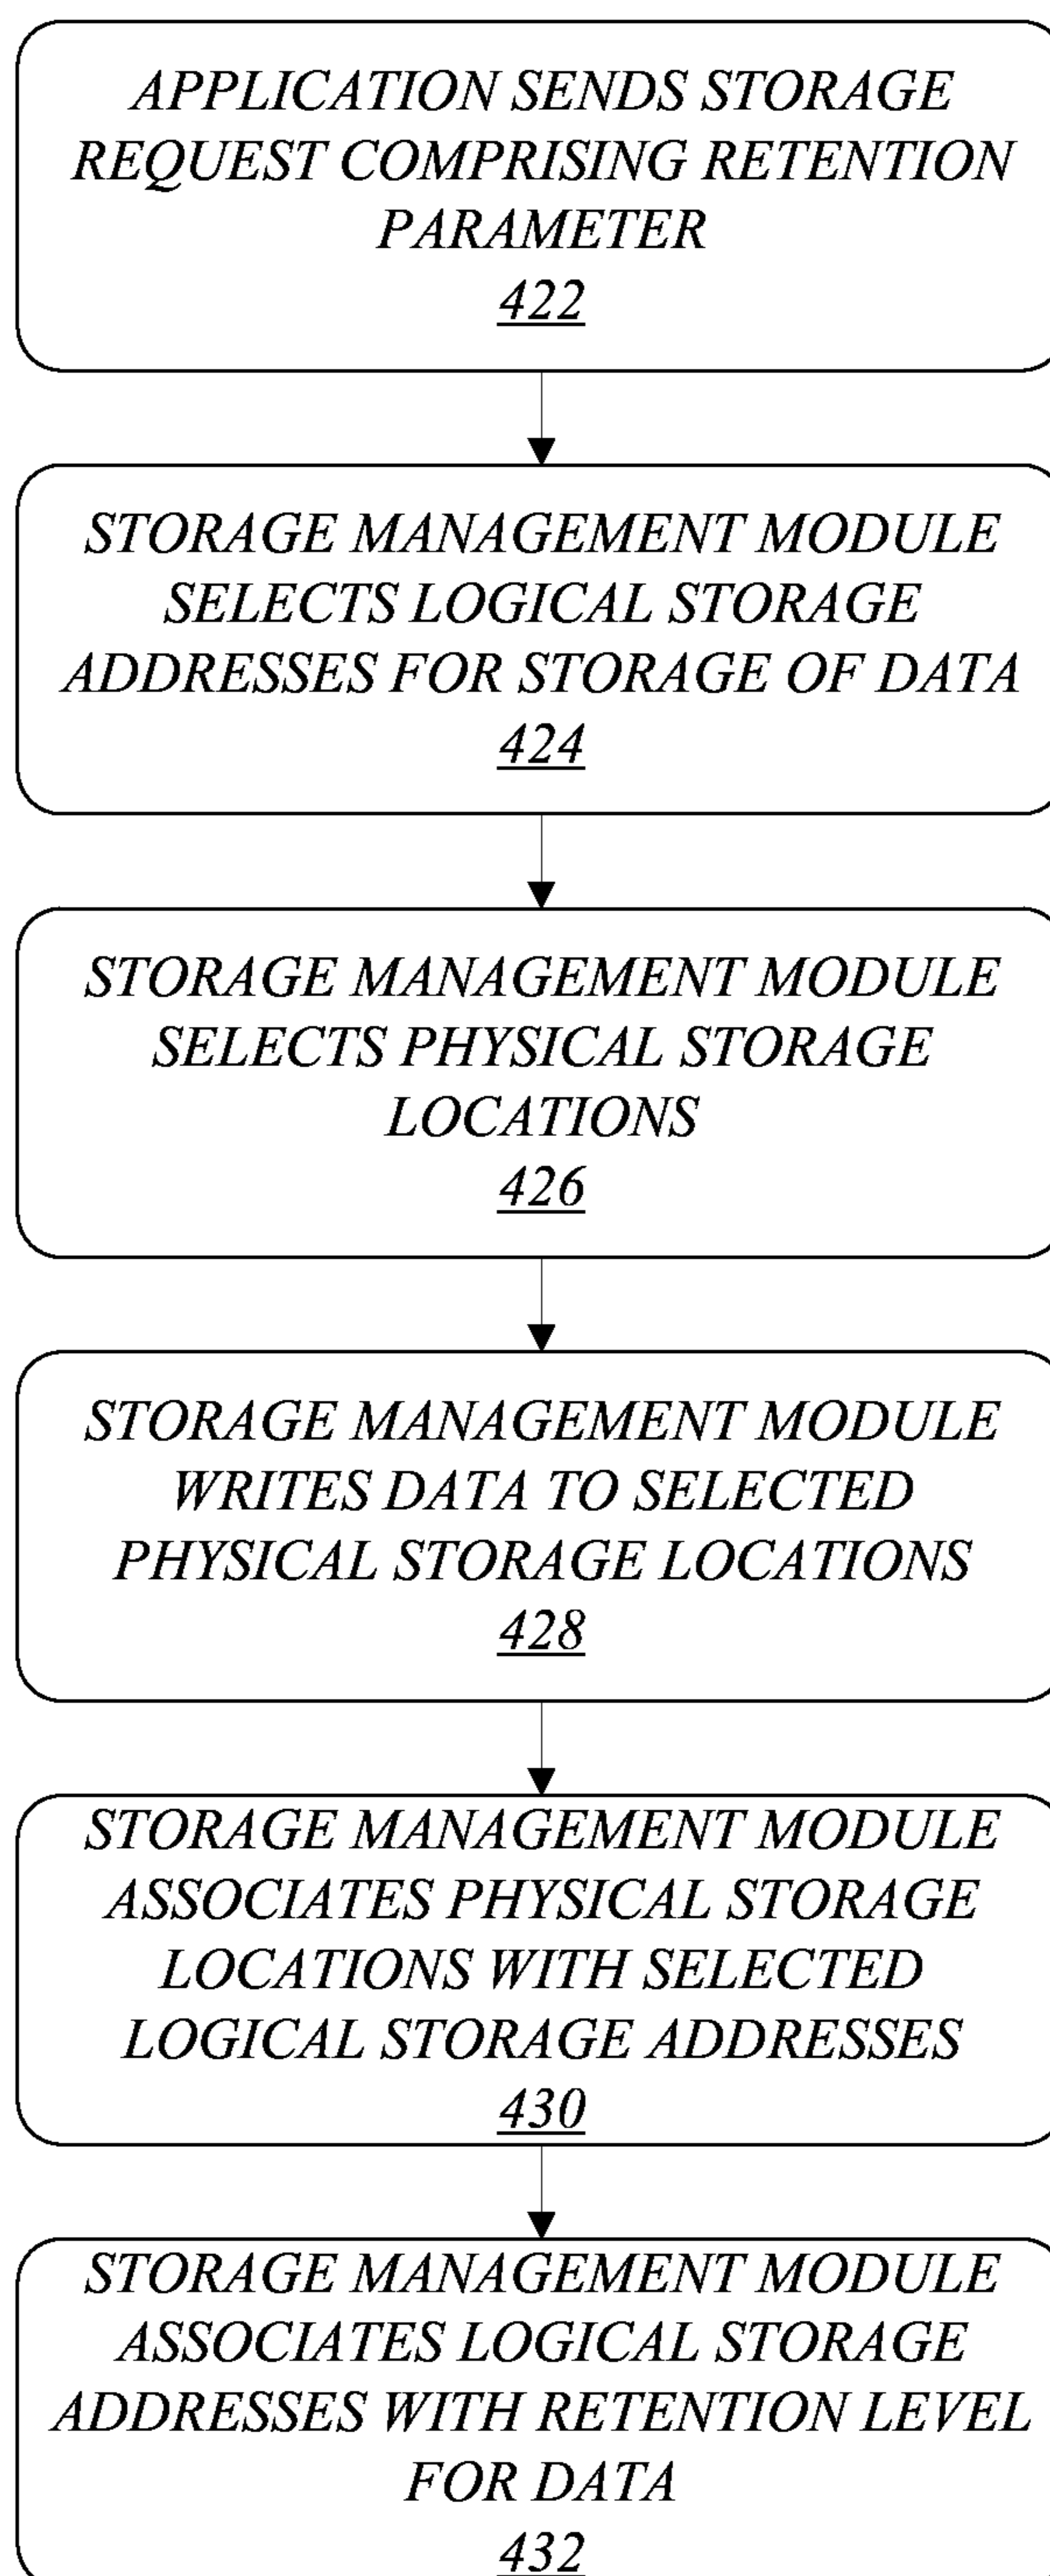 APPLICATION SENDS STORAGE
REQUEST COMPRISING RETENTION
PARAMETER
422
STORAGE MANAGEMENT MODULE
SELECTS LOGICAL STORAGE
ADDRESSES FOR STORAGE OF DATA
424
STORAGE MANAGEMENT MODULE
SELECTS PHYSICAL STORAGE
LOCATIONS
426
STORAGE MANAGEMENT MODULE
WRITES DATA TO SELECTED
PHYSICAL STORAGE LOCATIONS
428
STORAGE MANAGEMENT MODULE
ASSOCIATES PHYSICAL STORAGE
LOCATIONS WITH SELECTED
LOGICAL STORAGE ADDRESSES
430
STORAGE MANAGEMENT MODULE
ASSOCIATES LOGICAL STORAGE
ADDRESSES WITH RETENTION LEVEL
FOR DATA
432